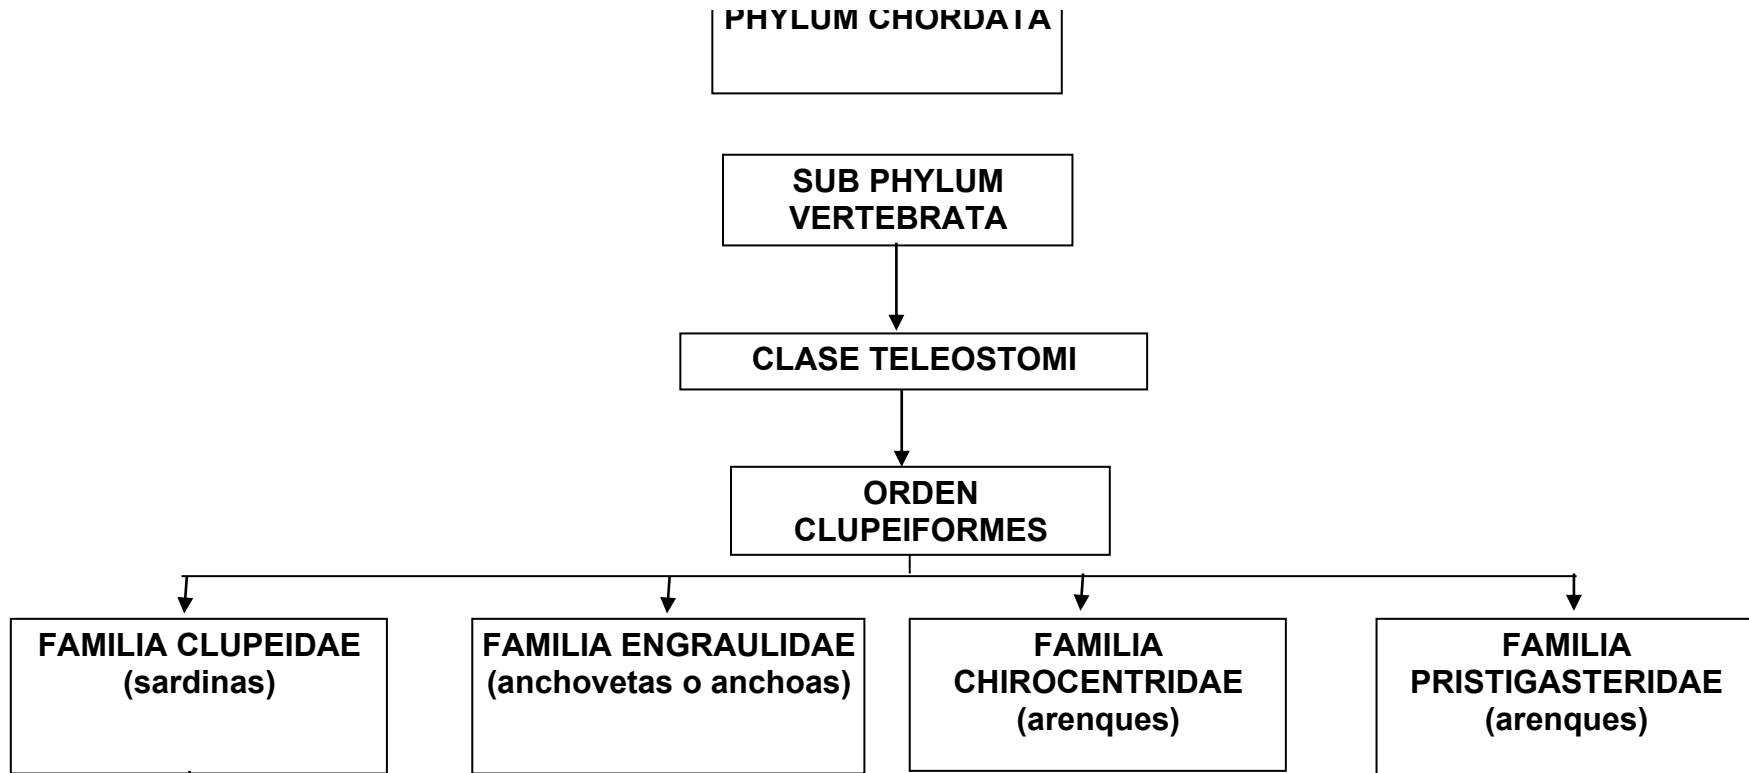 PHYLUM CHORDATA
SUB PHYLUM
VERTEBRATA
CLASE TELEOSTOMI
ORDEN
CLUPEIFORMES
FAMILIA CLUPEIDAE
(sardinas)
FAMILIA ENGRAULIDAE
(anchovetas o anchoas)
FAMILIA
CHIROCENTRIDAE
(arenques)
FAMILIA
PRISTIGASTERIDAE
(arenques)